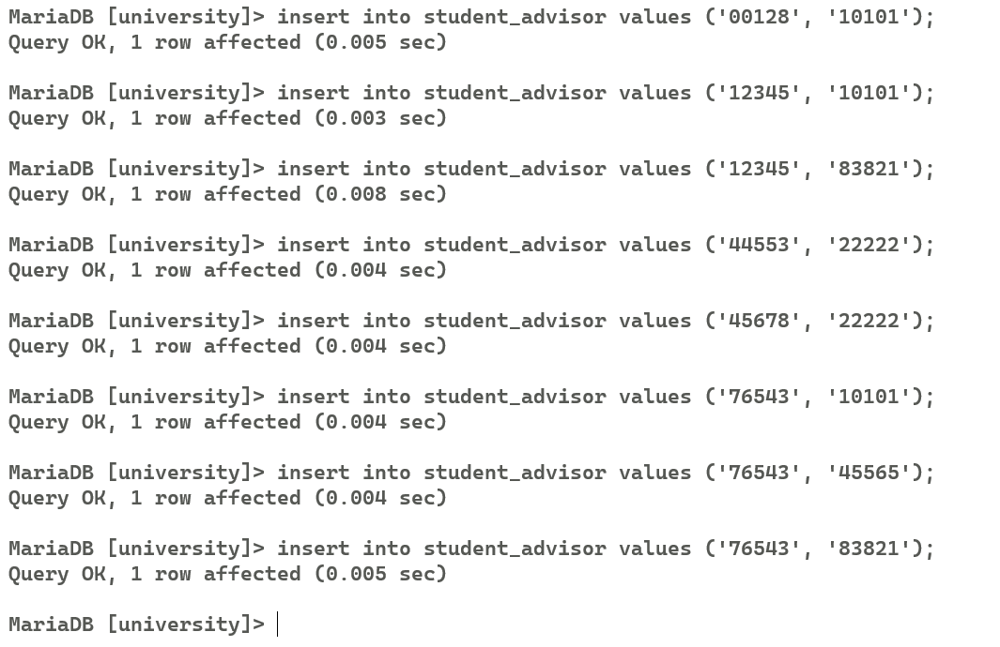 MariaDB [university]> insert into student_advisor values ('00128', '10101');
Query OK, 1 row affected (0.005 sec)
MariaDB [university]> insert into student_advisor values ('12345', '10101');
Query OK, 1 row affected (0.003 sec)
MariaDB [university]> insert into student_advisor values ('12345', '83821');
Query OK, 1 row affected (0.008 sec)
MariaDB [university]> insert into student_advisor values ('44553', '22222');
Query OK, 1 row affected (0.004 sec)
MariaDB [university]> insert into student_advisor values ('45678', '22222');
Query OK, 1 row affected (0.004 sec)
MariaDB [university]> insert into student_advisor values ('76543', '10101');
Query OK, 1 row affected (0.004 sec)
MariaDB [university]> insert into student_advisor values ('76543', '45565');
Query OK, 1 row affected (0.004 sec)
MariaDB [university]> insert into student_advisor values ('76543', '83821');
Query OK, 1 row affected (0.005 sec)
MariaDB [university]>